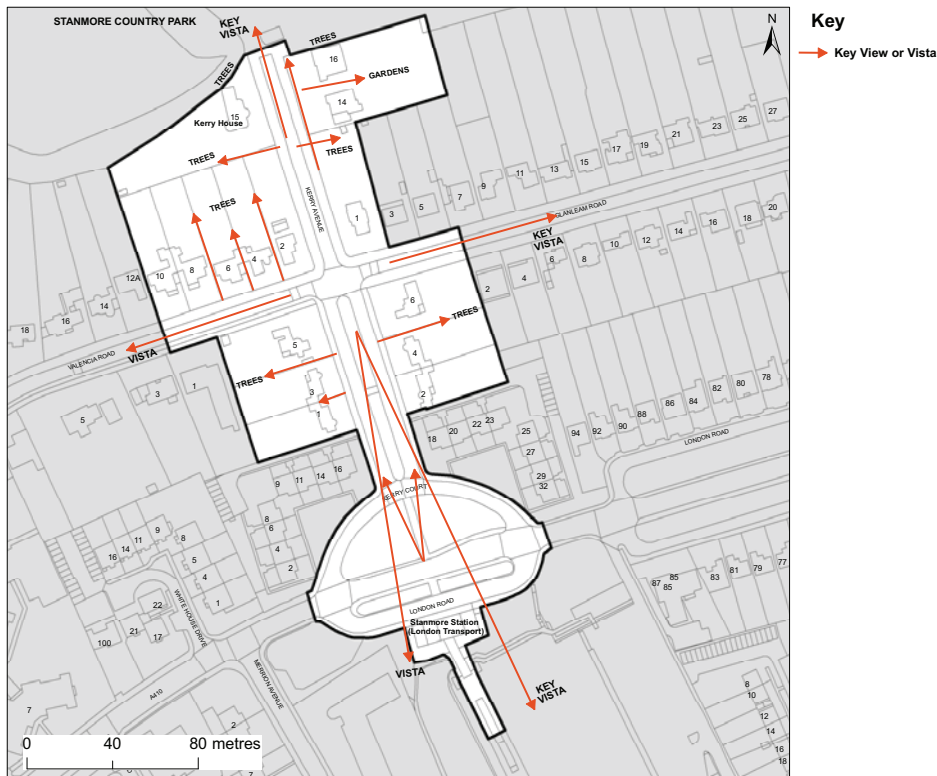 STANMORE COUNTRY PARK
KEY
VISTA
TREES
N
Key
Key View or Vista
TREES
16
GARDENS
14
15
Kerry House
TREES
TREES
TREES
KERRY AVENUE
1
3
5
7
9
11
13
15
17
19
21
23
25
27
GLANLEAM ROAD
KEY
VISTA
2
4
6
8
10
12
14
16
18
20
2
4
6
8
10
12A
14
16
18
VALENCIA ROAD
VISTA
6
TREES
4
2
5
TREES
3
1
1
3
5
18
20
22
23
25
27
29
32
94
92
90
88
86
84
82
80
78
LONDON ROAD
9
11
14
16
8
6
4
2
KERRY COURT
LONDON ROAD
Stanmore Station
(London Transport)
VISTA
KEY
VISTA
87
85
85
83
81
79
77
16
14
11
9
8
5
4
1
WHITE HOUSE DRIVE
22
21
17
100
A410
MERRION AVENUE
7
2
7
8
10
12
14
16
18
0 40 80 metres